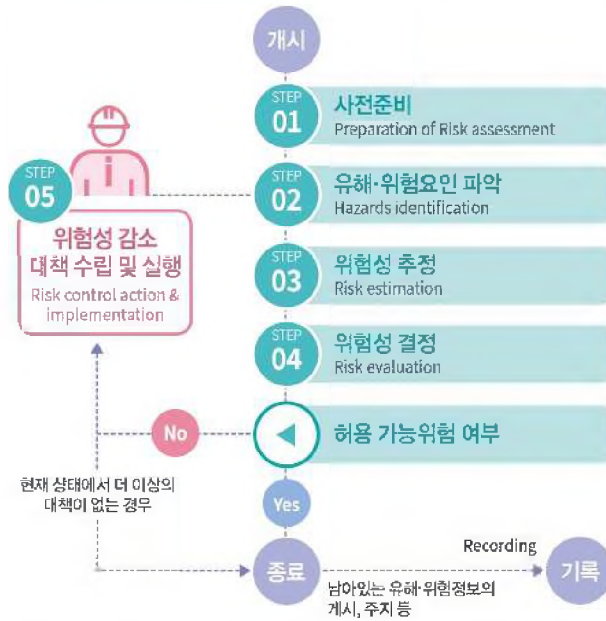 개시
STEP
01
사전준비
Preparation of Risk assessment
STEP
02
유해·위험요인 파악
Hazards identification
STEP
03
위험성 추정
Risk estimation
STEP
04
위험성 결정
Risk evaluation
허용 가능위험 여부
STEP
05
위험성 감소
대책 수립 및 실행
Risk control action &
implementation
No
Yes
현재 상태에서 더 이상의
대책이 없는 경우
종료
Recording
남아있는 유해·위험정보의
게시, 주지 등
기록